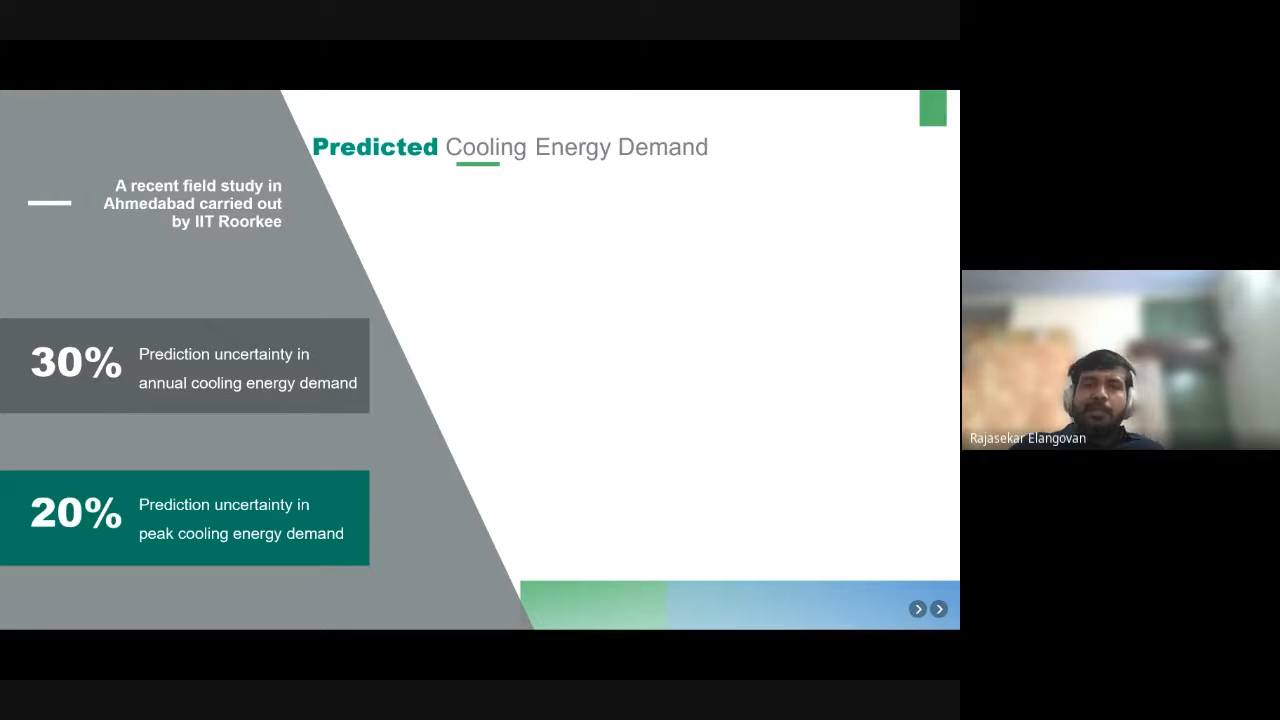 Predicted Cooling Energy Demand
A recent field study in
Ahmedabad carried out
by IIT Roorkee
30%
Prediction uncertainty in
annual cooling energy demand
20%
Prediction uncertainty in
peak cooling energy demand
Rajasekar Elangovan